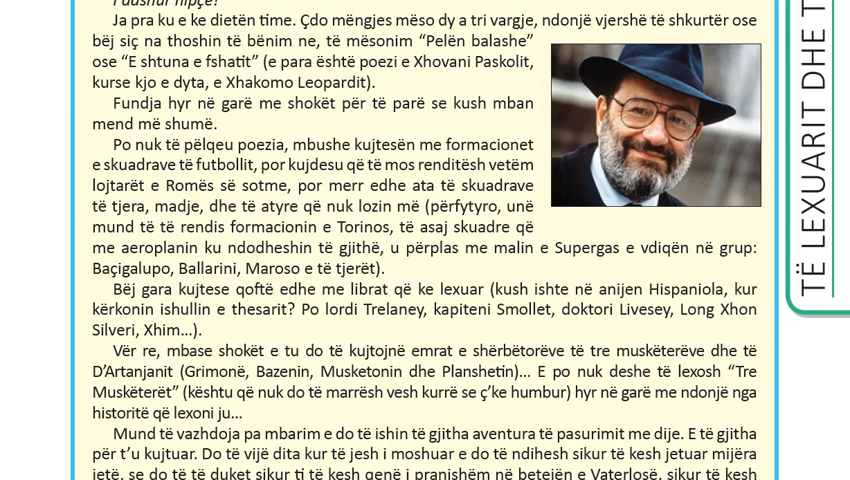 I dashur nipçe!
Ja pra ku e ke dietën time. Çdo mëngjes mëso dy a tri vargje, ndonjë vjershë të shkurtër ose
bëj siç na thoshin të bënim ne, të mësonim “Pelën balashe”
ose “E shtuna e fshatit” (e para është poezi e Xhovani Paskolit,
kurse kjo e dyta, e Xhakomo Leopardit).
Fundja hyr në garë me shokët për të parë se kush mban
mend më shumë.
Po nuk të pëlqeu poezia, mbushe kujtesën me formacionet
e skuadrave të futbollit, por kujdesu që të mos renditësh vetëm
lojtarët e Romës së sotme, por merr edhe ata të skuadrave
të tjera, madje, dhe të atyre që nuk lozin më (përfytyro, unë
mund të të rendis formacionin e Torinos, të asaj skuadre që
me aeroplanin ku ndodheshin të gjithë, u përplas me malin e Supergas e vdiqën në grup:
Baçigalupo, Ballarini, Maroso e të tjerët).
Bëj gara kujtese qoftë edhe me librat që ke lexuar (kush ishte në anijen Hispaniola, kur
kërkonin ishullin e thesarit? Po lordi Trelaney, kapiteni Smollet, doktori Livesey, Long Xhon
Silveri, Xhim...).
Vër re, mbase shokët e tu do të kujtojnë emrat e shërbëtorëve të tre muskëterëve dhe të
D’Artanjanit (Grimonë, Bazenin, Musketonin dhe Planshetin)... E po nuk deshe të lexosh “Tre
Muskëterët” (kështu që nuk do të marrësh vesh kurrë se ç’ke humbur) hyr në garë me ndonjë nga
historitë që lexoni ju...
Mund të vazhdoja pa mbarim e do të ishin të gjitha aventura të pasurimit me dije. E të gjitha
për t’u kujtuar. Do të vijë dita kur të jesh i moshuar e do të ndihesh sikur të kesh jetuar mijëra
jetë, se do të të duket sikur ti të kesh qenë i pranishëm në betejën e Vaterlosë, sikur të kesh
TË LEXUARIT DHE T